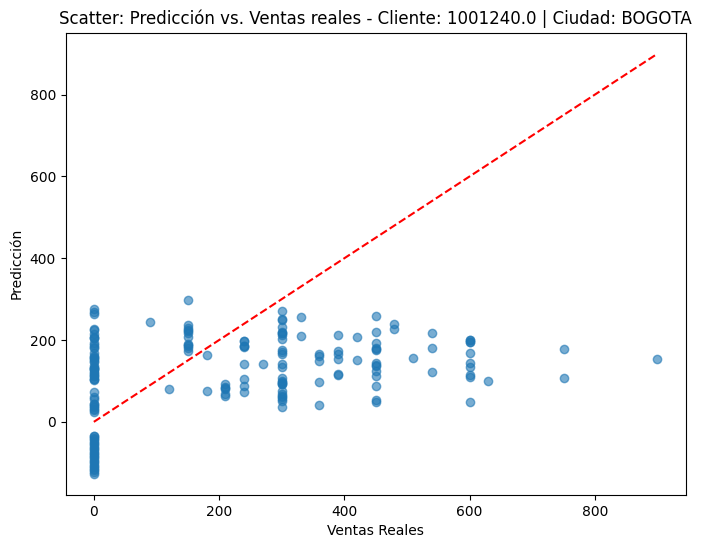 Scatter: Predicción vs. Ventas reales - Cliente: 1001240.0 | Ciudad: BOGOTA
Predicción
800
600
400
200
0
0 200 400 600 800
Ventas Reales